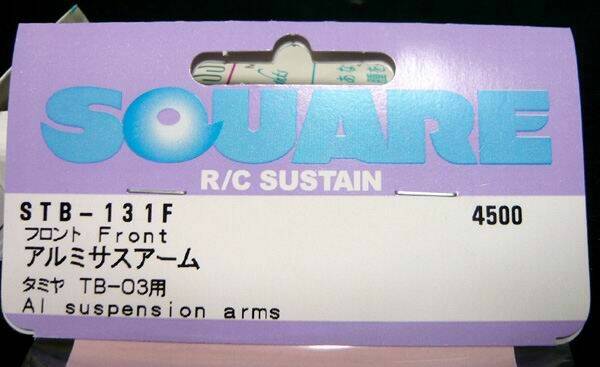 SQUARE
R/C SUSTAIN
STB-131F 4500
フロント Front
アルミサスアーム
タミヤ TB-03用
Al suspension arms